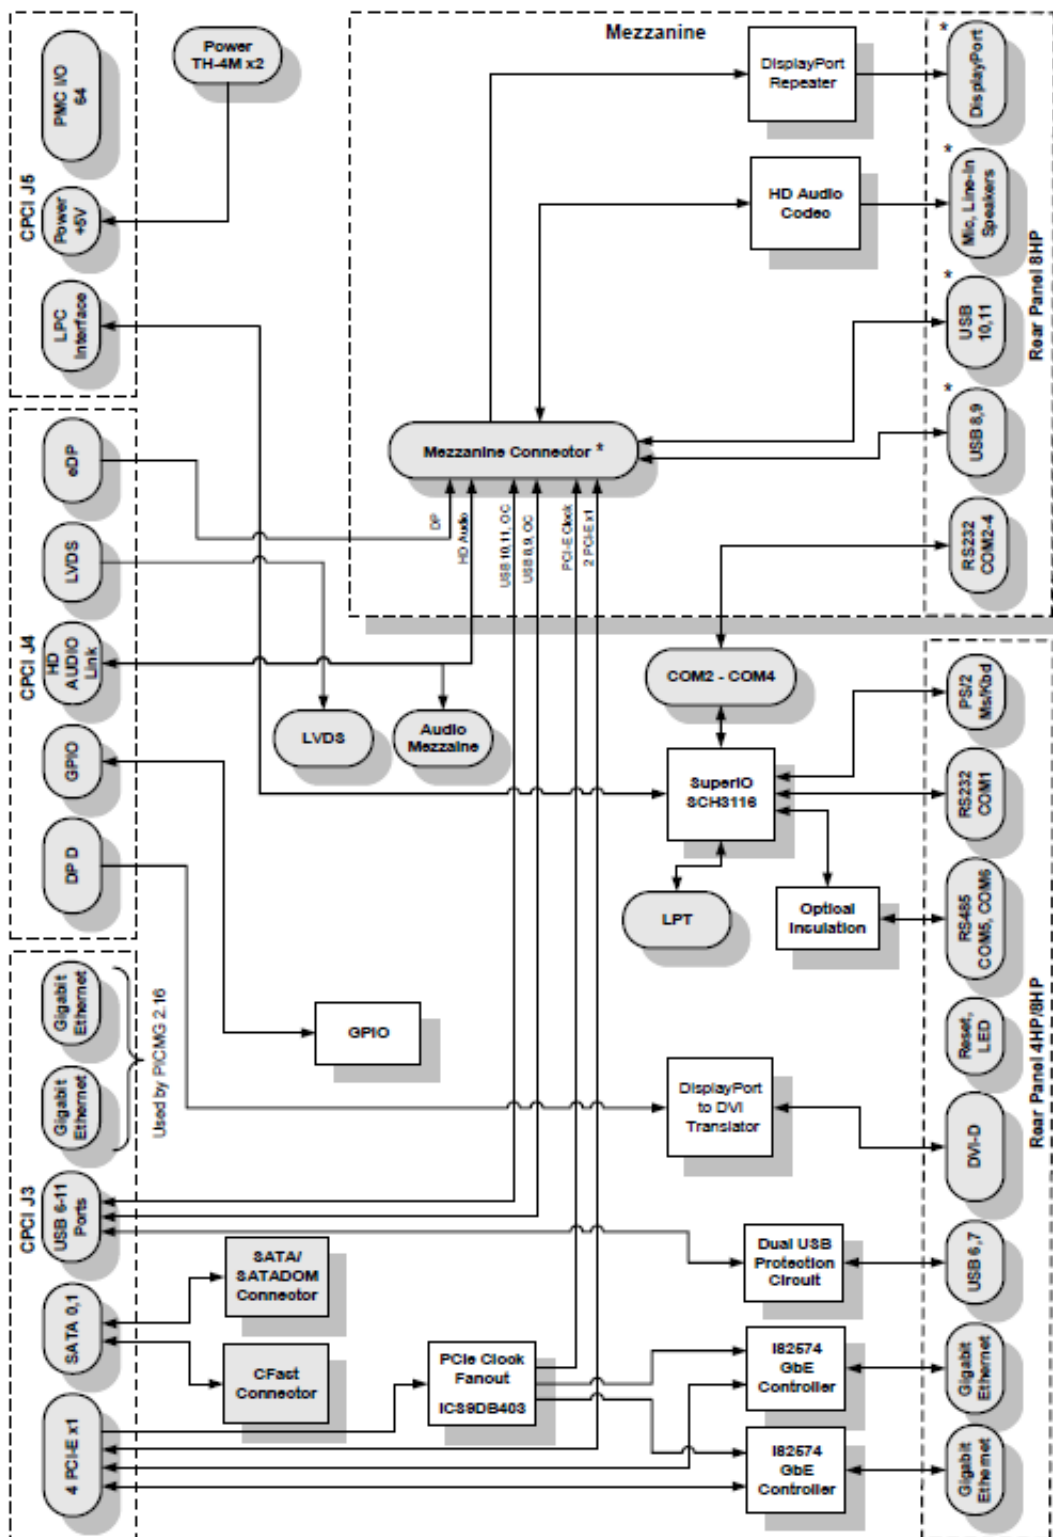 Mezzanine
CPCI J5
PMC I/O
64
Power
+5V
LPC
Interface
Power
TH-4M x2
DisplayPort
Repeater
HD Audio
Codec
Mezzanine Connector *
DP
HD Audio
USB 10,11, OC
USB 8,9, OC
PCI-E Clock
2 PCI-E x1
*
DisplayPort
*
Mic, Line-In
Speakers
*
USB
10,11
*
USB 8,9
RS232
COM2-4
Rear Panel 8HP
CPCI J4
eDP
LVDS
HD
AUDIO
Link
GPIO
DP D
LVDS
Audio
Mezzaine
COM2 - COM4
SuperIO
SCH3116
LPT
Optical
Insulation
GPIO
DisplayPort
to DVI
Translator
PS/2
Ms/Kbd
RS232
COM1
RS485
COM5, COM6
Reset,
LED
DVI-D
USB 6,7
Gigabit
Ethernet
Gigabit
Ethernet
Rear Panel 4HP/8HP
CPCI J3
Gigabit
Ethernet
Gigabit
Ethernet
Used by PICMG 2.16
USB 6-11
Ports
SATA 0,1
4 PCI-E x1
SATA/
SATADOM
Connector
CFast
Connector
PCIe Clock
Fanout
ICS9DB403
Dual USB
Protection
Circuit
I82574
GbE
Controller
I82574
GbE
Controller